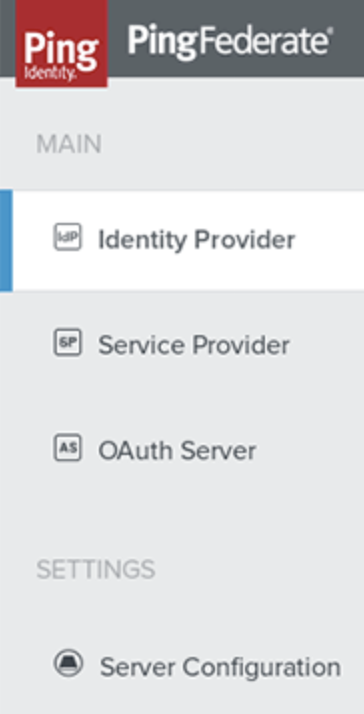 Ping
Identity.
PingFederate®
MAIN
IdP Identity Provider
SP Service Provider
AS OAuth Server
SETTINGS
Server Configuration